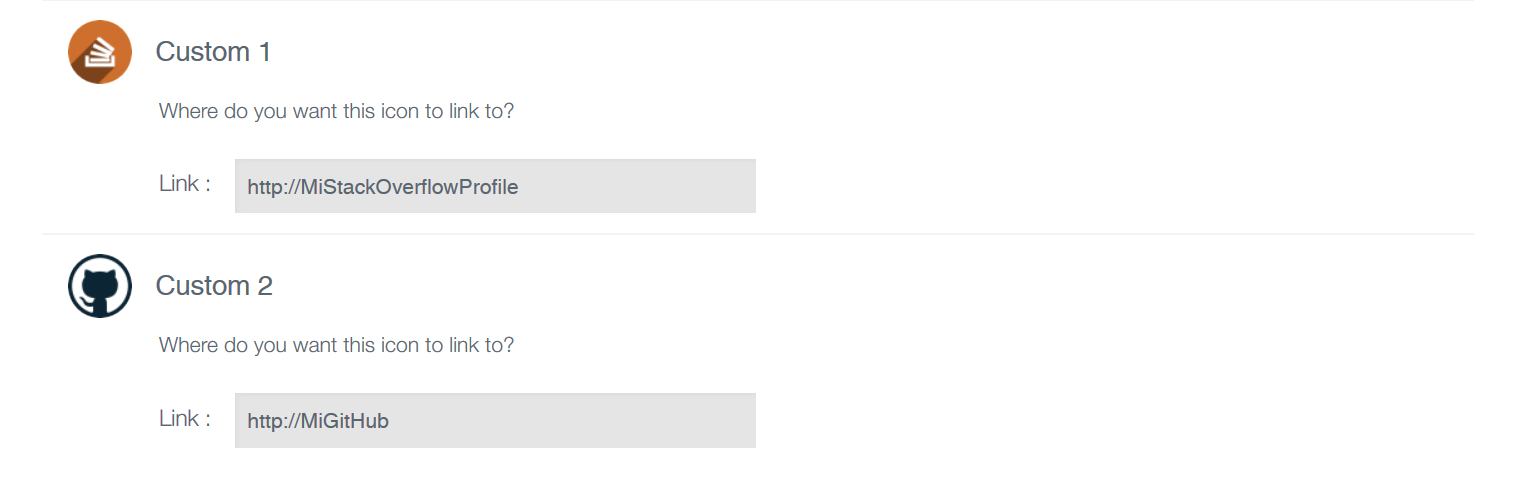 Custom 1
Where do you want this icon to link to?
Link : http://MiStackOverflowProfile
Custom 2
Where do you want this icon to link to?
Link : http://MiGitHub